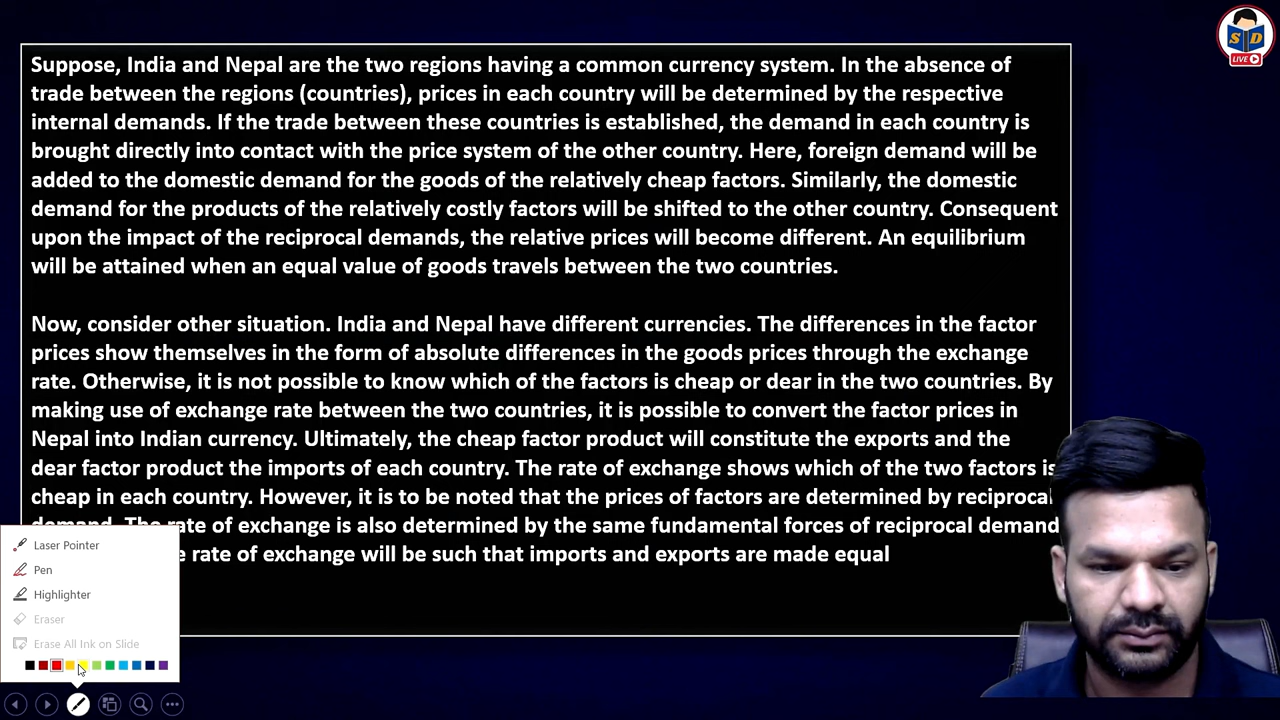 Suppose, India and Nepal are the two regions having a common currency system. In the absence of
trade between the regions (countries), prices in each country will be determined by the respective
internal demands. If the trade between these countries is established, the demand in each country is
brought directly into contact with the price system of the other country. Here, foreign demand will be
added to the domestic demand for the goods of the relatively cheap factors. Similarly, the domestic
demand for the products of the relatively costly factors will be shifted to the other country. Consequent
upon the impact of the reciprocal demands, the relative prices will become different. An equilibrium
will be attained when an equal value of goods travels between the two countries.
Now, consider other situation. India and Nepal have different currencies. The differences in the factor
prices show themselves in the form of absolute differences in the goods prices through the exchange
rate. Otherwise, it is not possible to know which of the factors is cheap or dear in the two countries. By
making use of exchange rate between the two countries, it is possible to convert the factor prices in
Nepal into Indian currency. Ultimately, the cheap factor product will constitute the exports and the
dear factor product the imports of each country. The rate of exchange shows which of the two factors is
cheap in each country. However, it is to be noted that the prices of factors are determined by reciprocal
demand. The rate of exchange is also determined by the same fundamental forces of reciprocal demand
rate of exchange will be such that imports and exports are made equal
Laser Pointer
Pen
Highlighter
Eraser
Erase All Ink on Slide
S D
LIVE